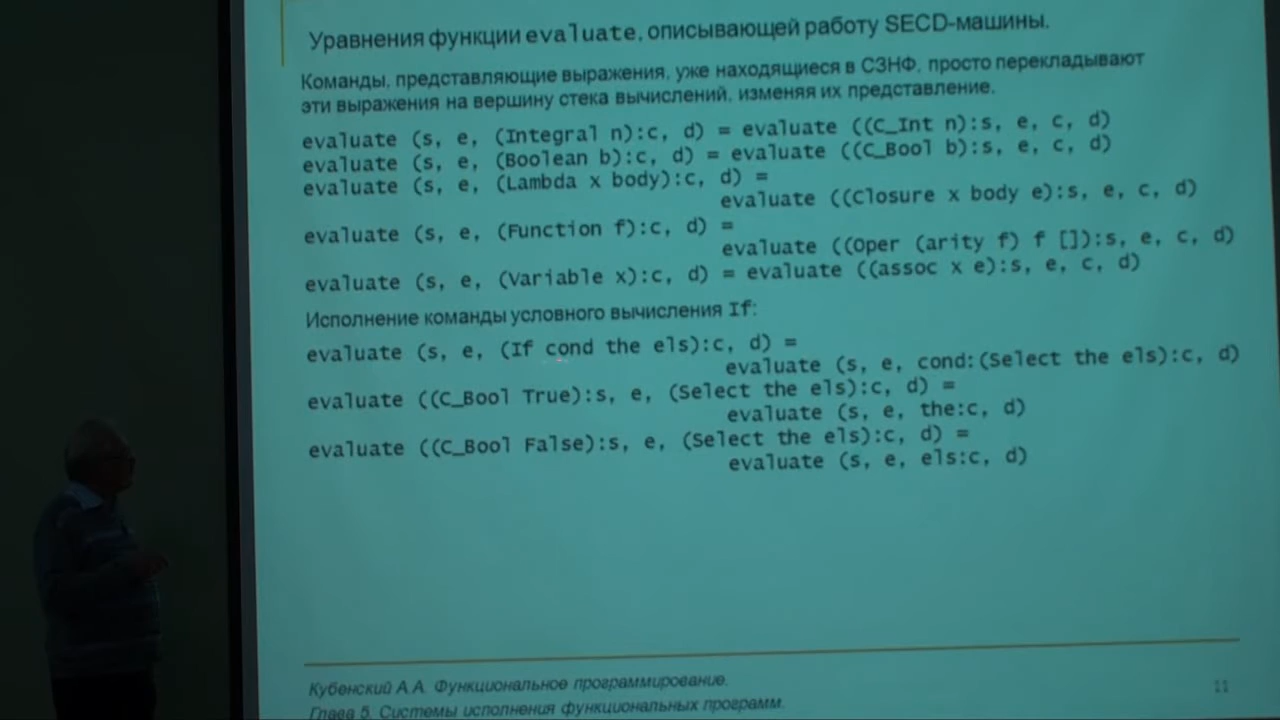 Уравнения функции evaluate, описывающей работу SECD-машины.
Команды, представляющие выражения, уже находящиеся в СЗНФ, просто перекладывают
эти выражения на вершину стека вычислений, изменяя их представление.
evaluate (s, e, (Integral n):c, d) = evaluate ((C_Int n):s, e, c, d)
evaluate (s, e, (Boolean b):c, d) = evaluate ((C_Bool b):s, e, c, d)
evaluate (s, e, (Lambda x body):c, d) =
evaluate ((Closure x body e):s, e, c, d)
evaluate (s, e, (Function f):c, d) =
evaluate ((Oper (arity f) f []):s, e, c, d)
evaluate (s, e, (Variable x):c, d) = evaluate ((assoc x e):s, e, c, d)
Исполнение команды условного вычисления If:
evaluate (s, e, (If cond the els):c, d) =
evaluate (s, e, cond:(Select the els):c, d)
evaluate ((C_Bool True):s, e, (Select the els):c, d) =
evaluate (s, e, the:c, d)
evaluate ((C_Bool False):s, e, (Select the els):c, d) =
evaluate (s, e, els:c, d)
Кубенский А.А. Функциональное программирование.
11
Глава 5. Системы исполнения функциональных программ.